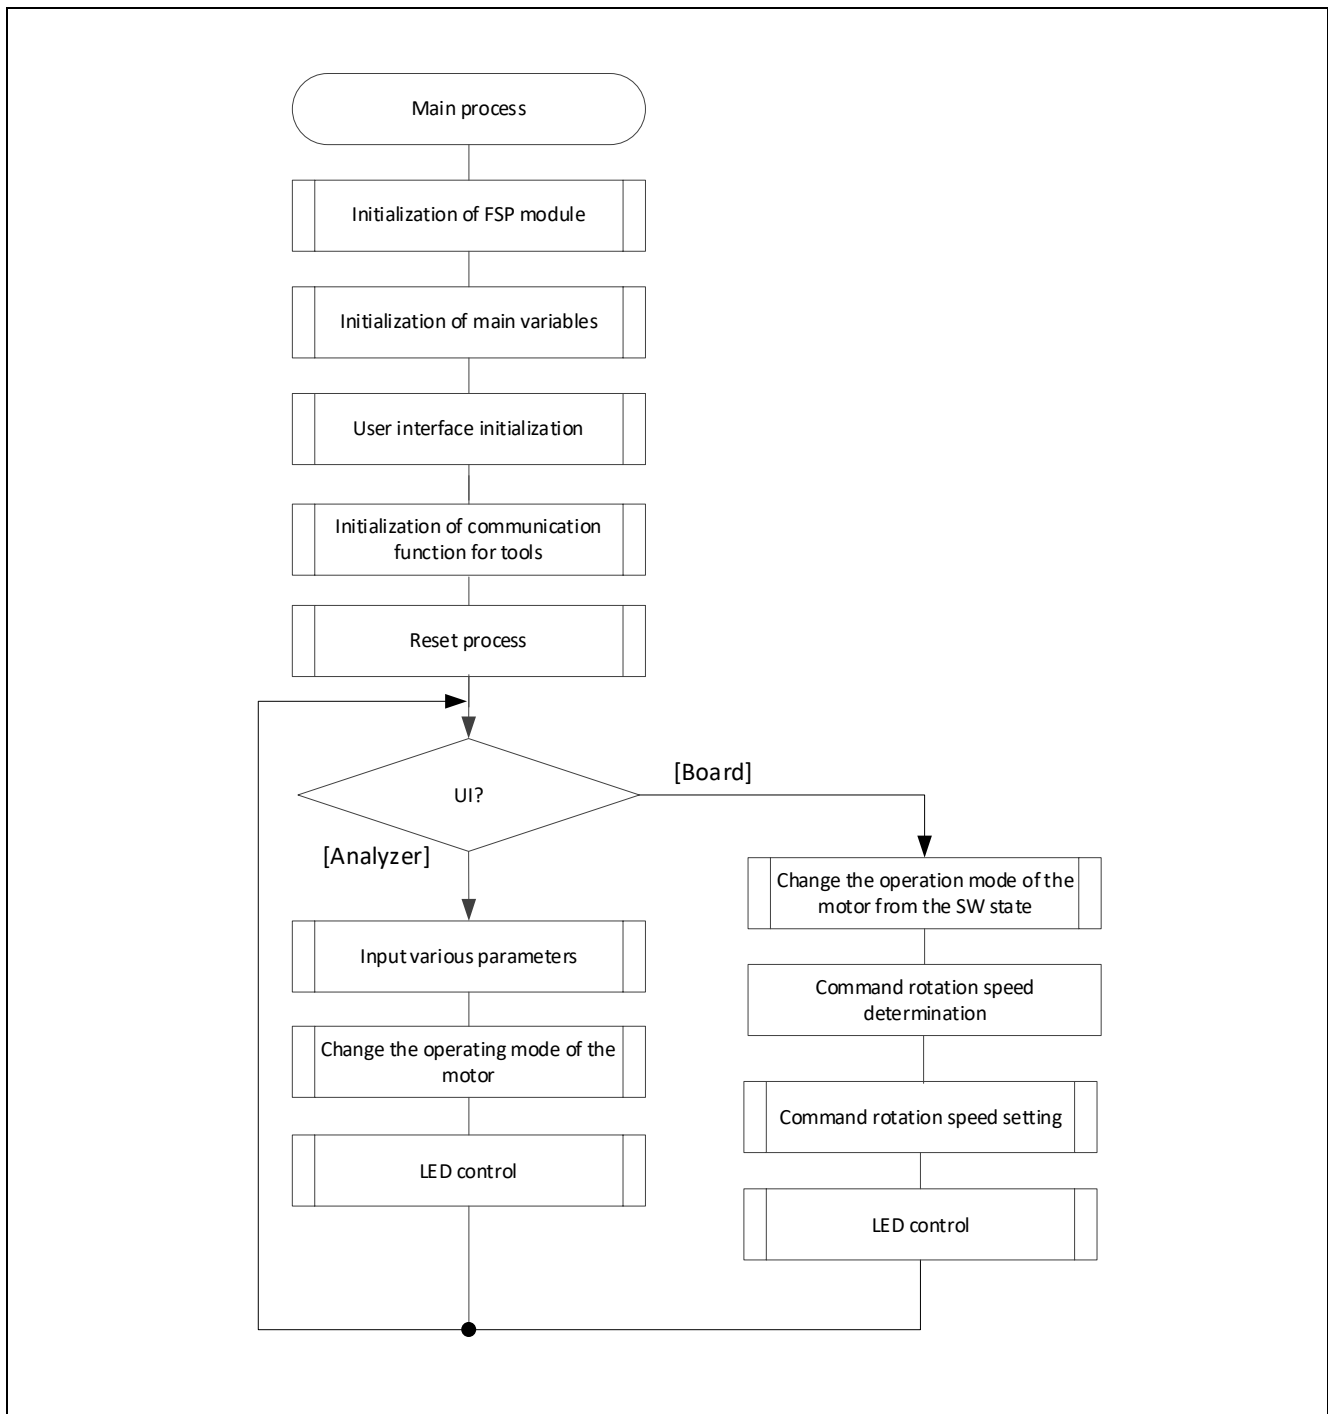 Main process
Initialization of FSP module
Initialization of main variables
User interface initialization
Initialization of communication
function for tools
Reset process
UI?
[Board]
[Analyzer]
Input various parameters
Change the operating mode of the
motor
LED control
Change the operation mode of the
motor from the SW state
Command rotation speed
determination
Command rotation speed setting
LED control